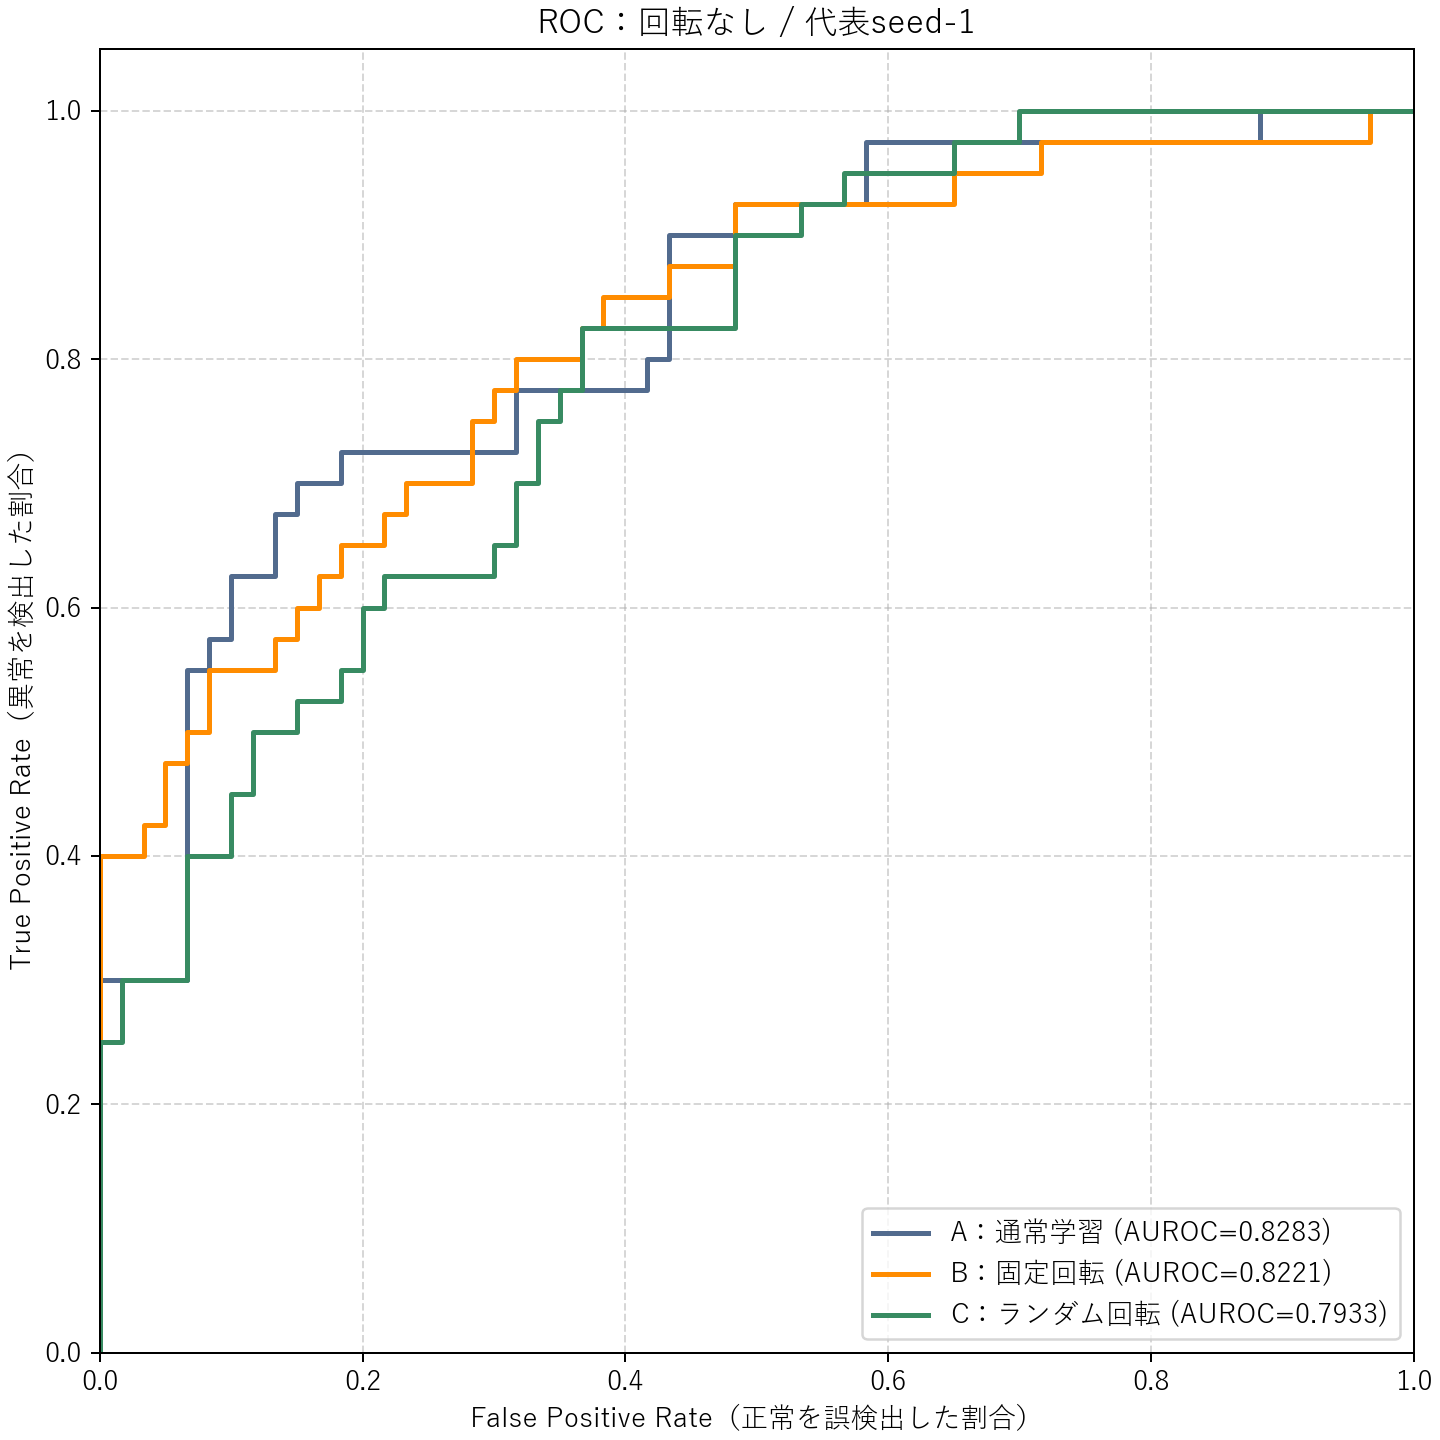 ROC：回転なし / 代表seed-1
True Positive Rate（異常を検出した割合）
1.0
0.8
0.6
0.4
0.2
0.0
A：通常学習 (AUROC=0.8283)
B：固定回転 (AUROC=0.8221)
C：ランダム回転 (AUROC=0.7933)
0.0 0.2 0.4 0.6 0.8 1.0
False Positive Rate（正常を誤検出した割合）